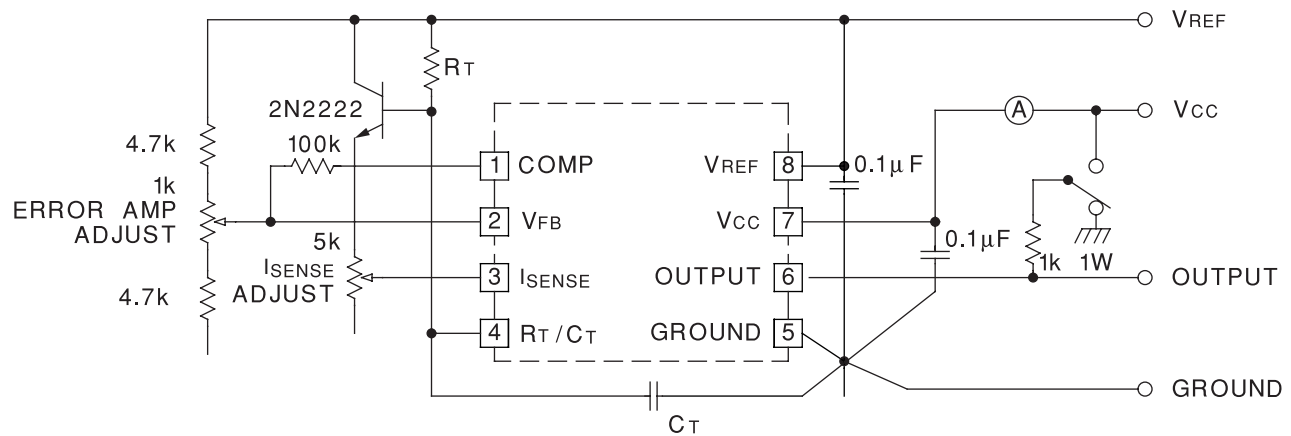 VREF
RT
A
VCC
2N2222
4.7k
100k
1 COMP
VREF 8
0.1μF
1k
ERROR AMP
ADJUST
2 VFB
VCC 7
0.1μF
5k
ISENSE
ADJUST
3 ISENSE
OUTPUT 6
1k 1W
OUTPUT
4.7k
4 RT/CT
GROUND 5
GROUND
CT